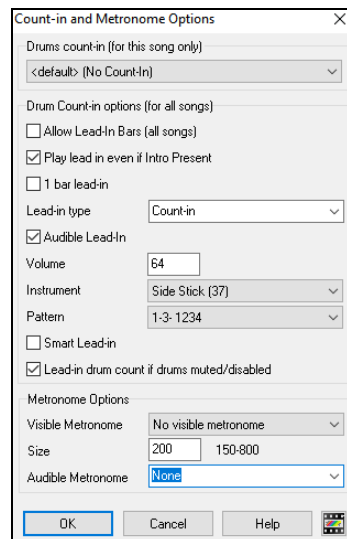 Count-in and Metronome Options
Drums count-in (for this song only)
<default> (No Count-In)
Drum Count-in options (for all songs)
Allow Lead-In Bars (all songs)
Play lead in even if Intro Present
1 bar lead-in
Lead-in type Count-in
Audible Lead-In
Volume 64
Instrument Side Stick (37)
Pattern 1-3- 1234
Smart Lead-in
Lead-in drum count if drums muted/disabled
Metronome Options
Visible Metronome No visible metronome
Size 200 150-800
Audible Metronome None
OK Cancel Help